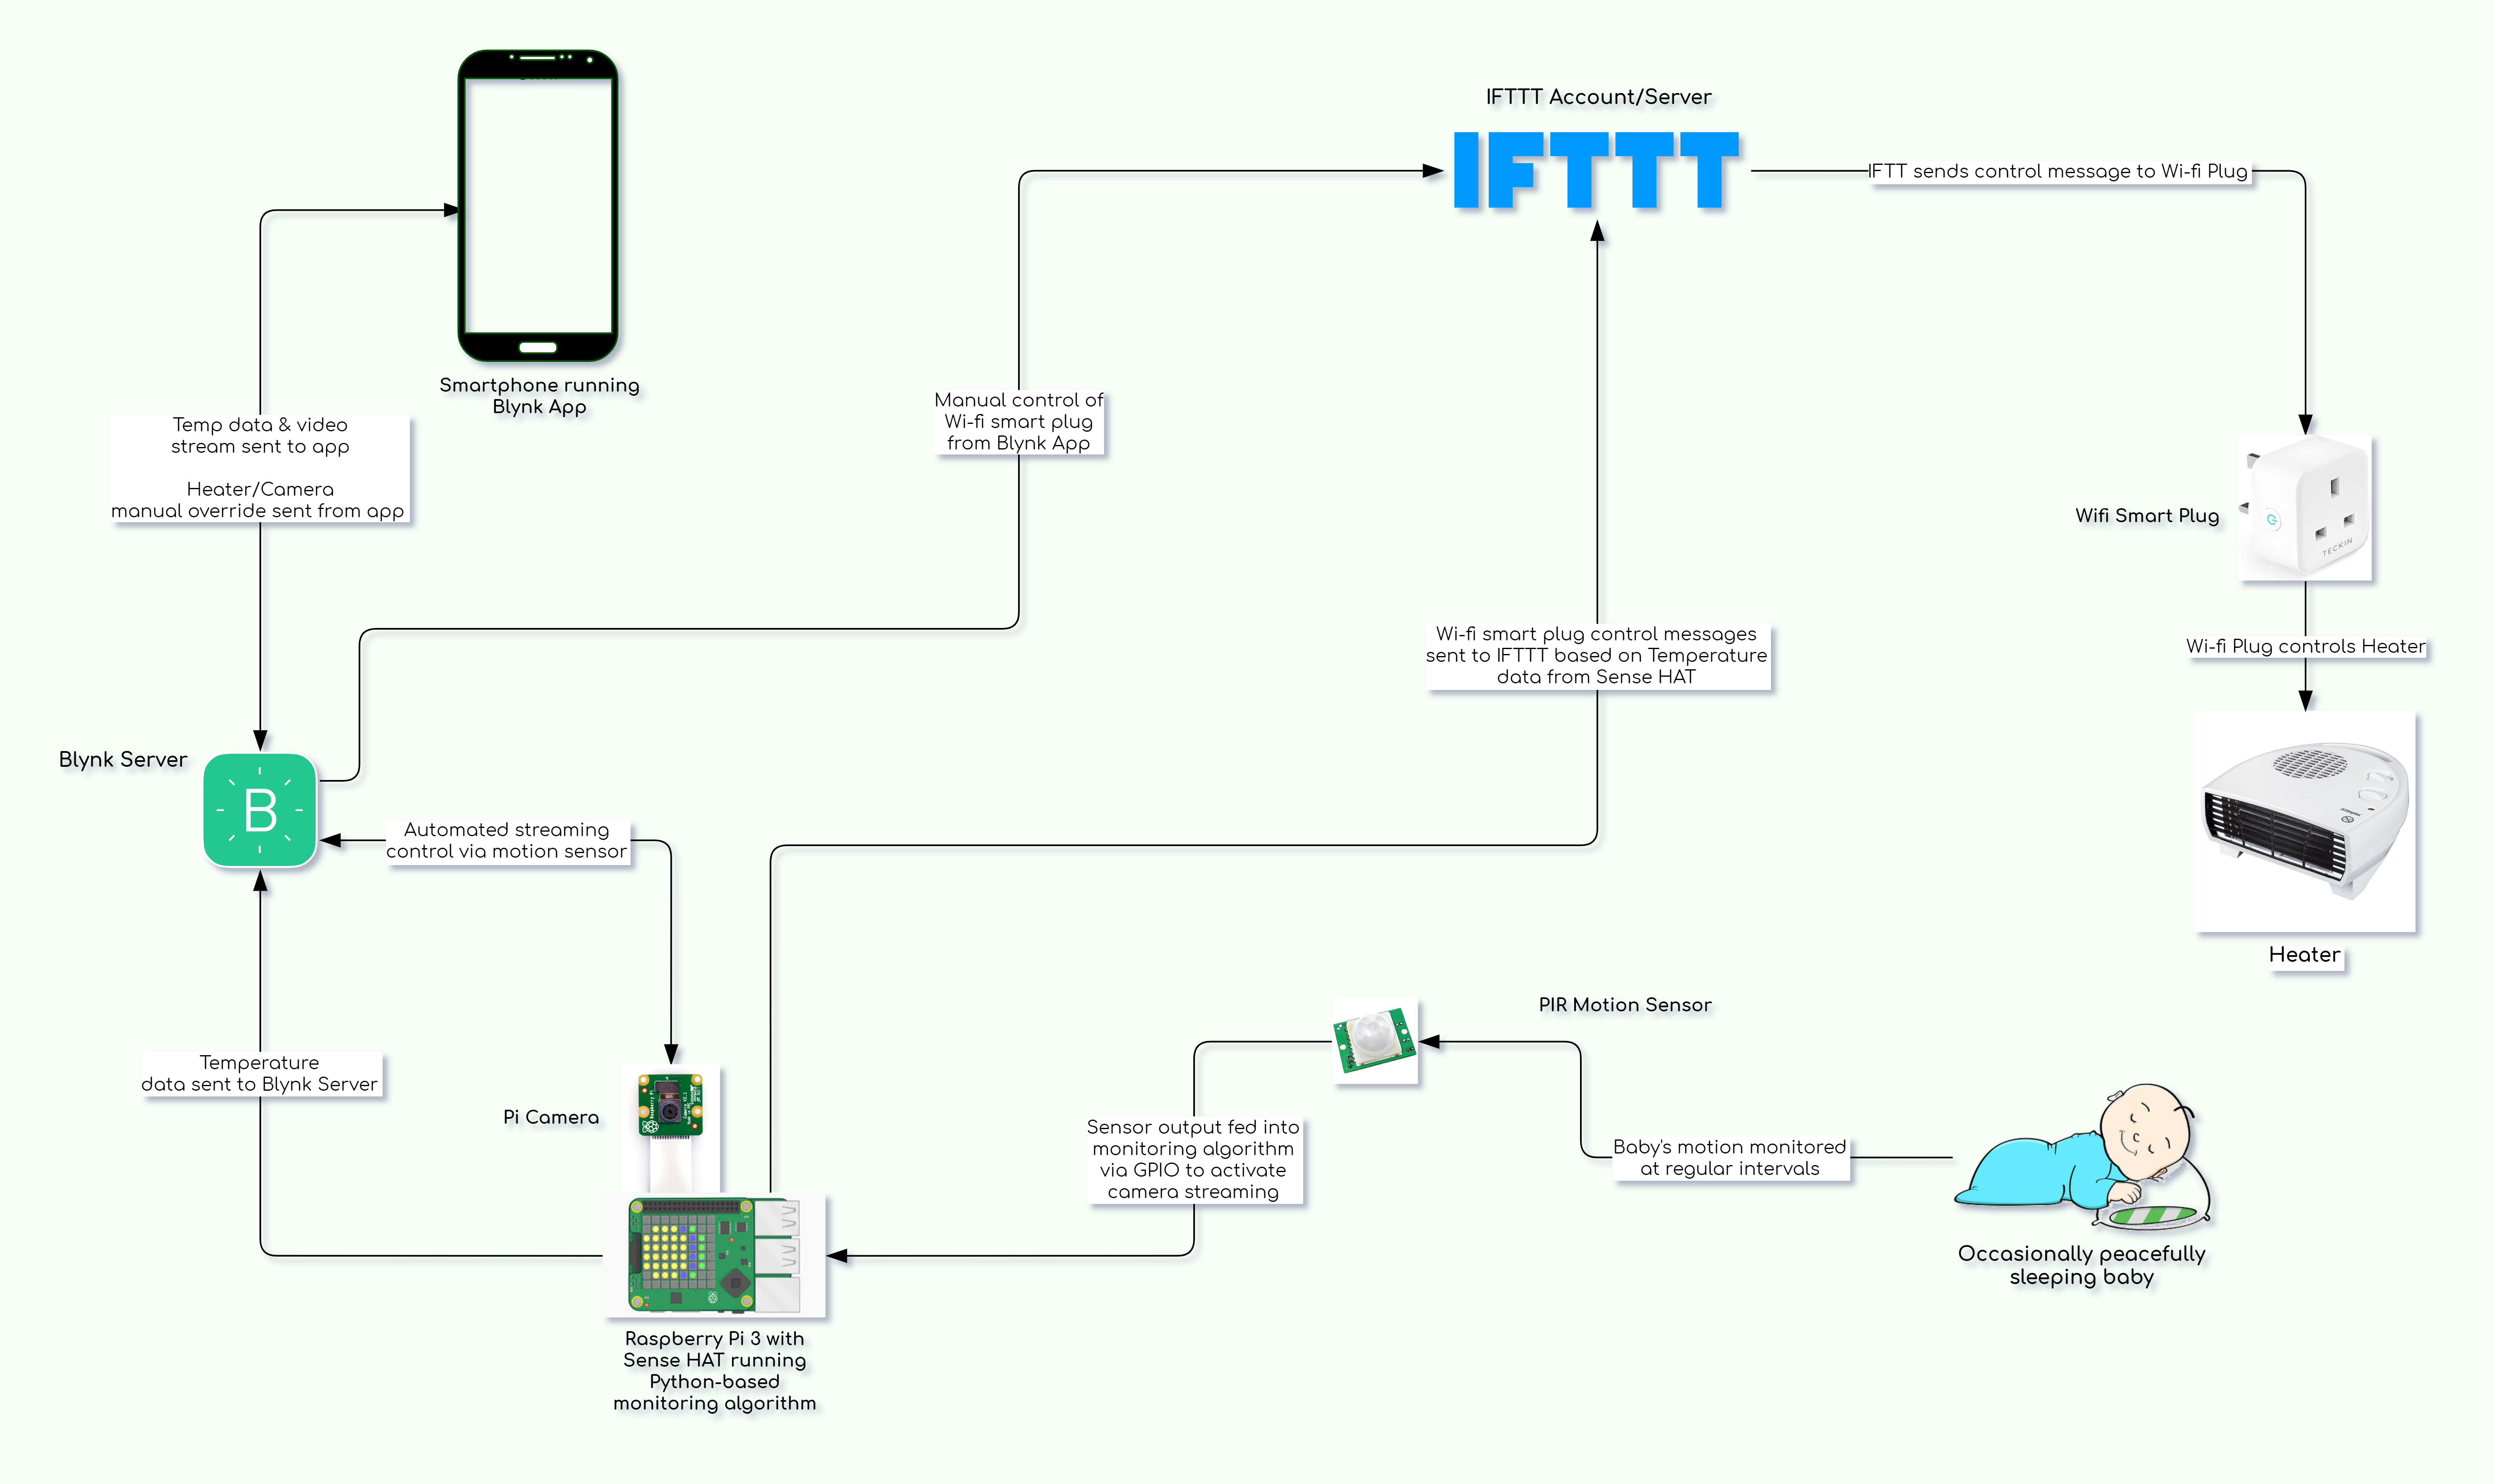 IFTTT Account/Server
IFTTT
IFTT sends control message to Wi-fi Plug
Smartphone running
Blynk App
Manual control of
Wi-fi smart plug
from Blynk App
Temp data & video
stream sent to app
Heater/Camera
manual override sent from app
Wifi Smart Plug
TECKIN
Wi-fi smart plug control messages
sent to IFTTT based on Temperature
data from Sense HAT
Wi-fi Plug controls Heater
Blynk Server
B
Automated streaming
control via motion sensor
Heater
PIR Motion Sensor
Temperature
data sent to Blynk Server
Pi Camera
Sensor output fed into
monitoring algorithm
via GPIO to activate
camera streaming
Baby's motion monitored
at regular intervals
Occasionally peacefully
sleeping baby
Raspberry Pi 3 with
Sense HAT running
Python-based
monitoring algorithm